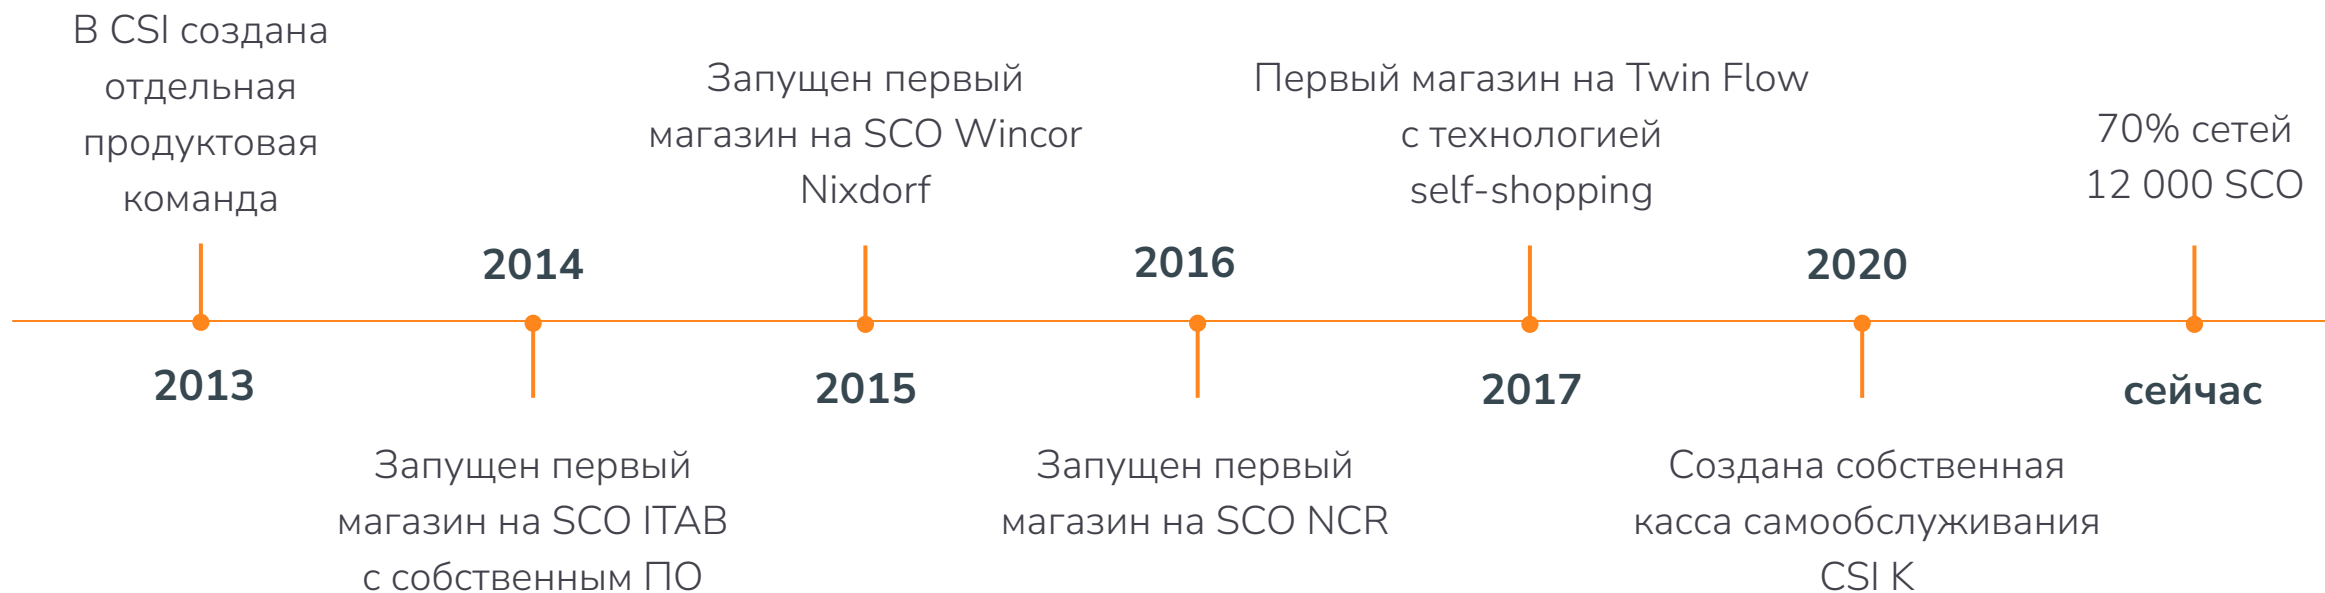 В CSI создана
отдельная
продуктовая
команда
2013
2014
Запущен первый
магазин на SCO ITAB
с собственным ПО
Запущен первый
магазин на SCO Wincor
Nixdorf
2015
2016
Запущен первый
магазин на SCO NCR
Первый магазин на Twin Flow
с технологией
self-shopping
2017
2020
Создана собственная
касса самообслуживания
CSI K
70% сетей
12 000 SCO
сейчас